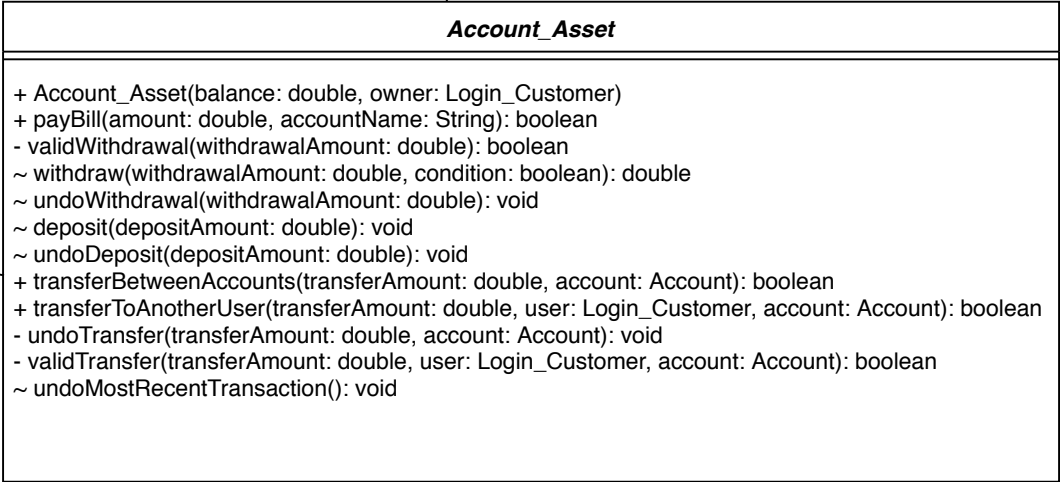 Account_Asset
+ Account_Asset(balance: double, owner: Login_Customer)
+ payBill(amount: double, accountName: String): boolean
- validWithdrawal(withdrawalAmount: double): boolean
~ withdraw(withdrawalAmount: double, condition: boolean): double
~ undoWithdrawal(withdrawalAmount: double): void
~ deposit(depositAmount: double): void
~ undoDeposit(depositAmount: double): void
+ transferBetweenAccounts(transferAmount: double, account: Account): boolean
+ transferToAnotherUser(transferAmount: double, user: Login_Customer, account: Account): boolean
- undoTransfer(transferAmount: double, account: Account): void
- validTransfer(transferAmount: double, user: Login_Customer, account: Account): boolean
~ undoMostRecentTransaction(): void